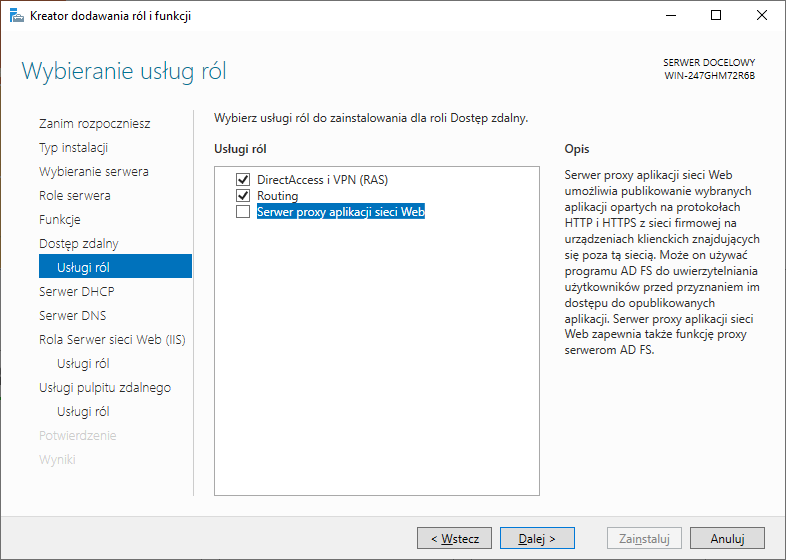 Kreator dodawania ról i funkcji
Wybieranie usług ról
SERWER DOCELOWY
WIN-247GHM72R6B
Zanim rozpoczniesz
Typ instalacji
Wybieranie serwera
Role serwera
Funkcje
Dostęp zdalny
Usługi ról
Serwer DHCP
Serwer DNS
Rola Serwer sieci Web (IIS)
Usługi ról
Usługi pulpitu zdalnego
Usługi ról
Potwierdzenie
Wyniki
Wybierz usługi ról do zainstalowania dla roli Dostęp zdalny.
Usługi ról
DirectAccess i VPN (RAS)
Routing
Serwer proxy aplikacji sieci Web
Opis
Serwer proxy aplikacji sieci Web
umożliwia publikowanie wybranych
aplikacji opartych na protokołach
HTTP i HTTPS z sieci firmowej na
urządzeniach klienckich znajdujących
się poza tą siecią. Może on używać
programu AD FS do uwierzytelniania
użytkowników przed przyznaniem im
dostępu do opublikowanych
aplikacji. Serwer proxy aplikacji sieci
Web zapewnia także funkcję proxy
serwerom AD FS.
< Wstecz
Dalej >
Zainstaluj
Anuluj